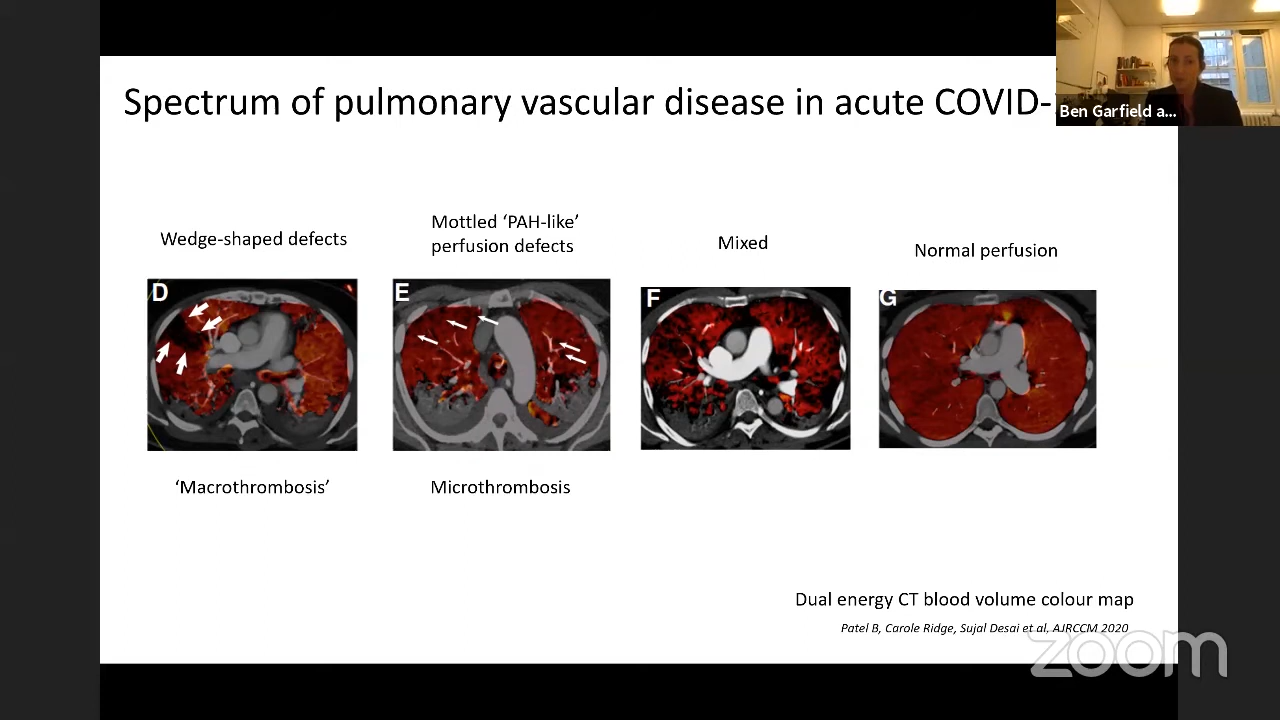 Spectrum of pulmonary vascular disease in acute COVID-
Ben Garfield a...
Wedge-shaped defects
Mottled ‘PAH-like’
perfusion defects
Mixed
Normal perfusion
D
E
F
G
‘Macrothrombosis’
Microthrombosis
Dual energy CT blood volume colour map
Patel B, Carole Ridge, Sujal Desai et al. AJRCCM 2020
zoom